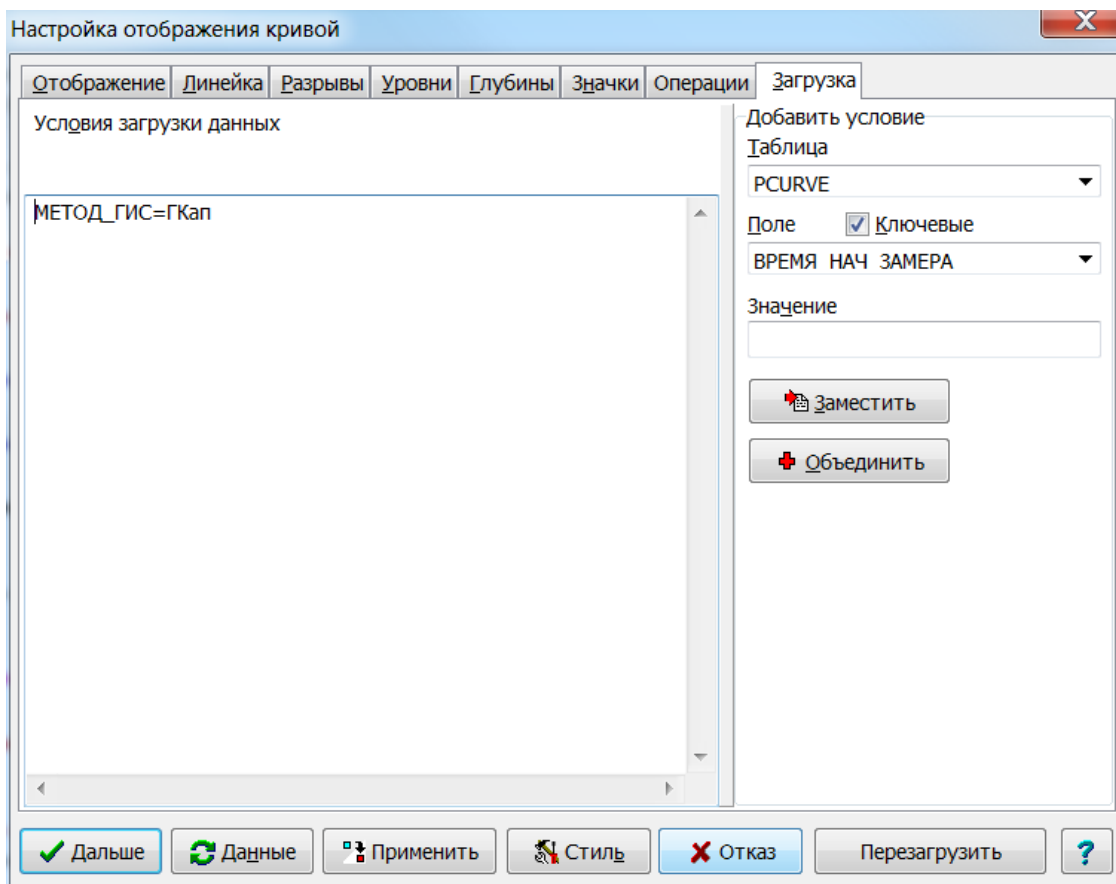 Настройка отображения кривой
Отображение Линейка Разрывы Уровни Глубины Значки Операции Загрузка
Условия загрузки данных
МЕТОД_ГИС=ГКап
Добавить условие
Таблица
PCURVE
Поле Ключевые
ВРЕМЯ НАЧ ЗАМЕРА
Значение
Заместить
Объединить
Дальше Данные Применить Стиль Отказ Перезагрузить ?